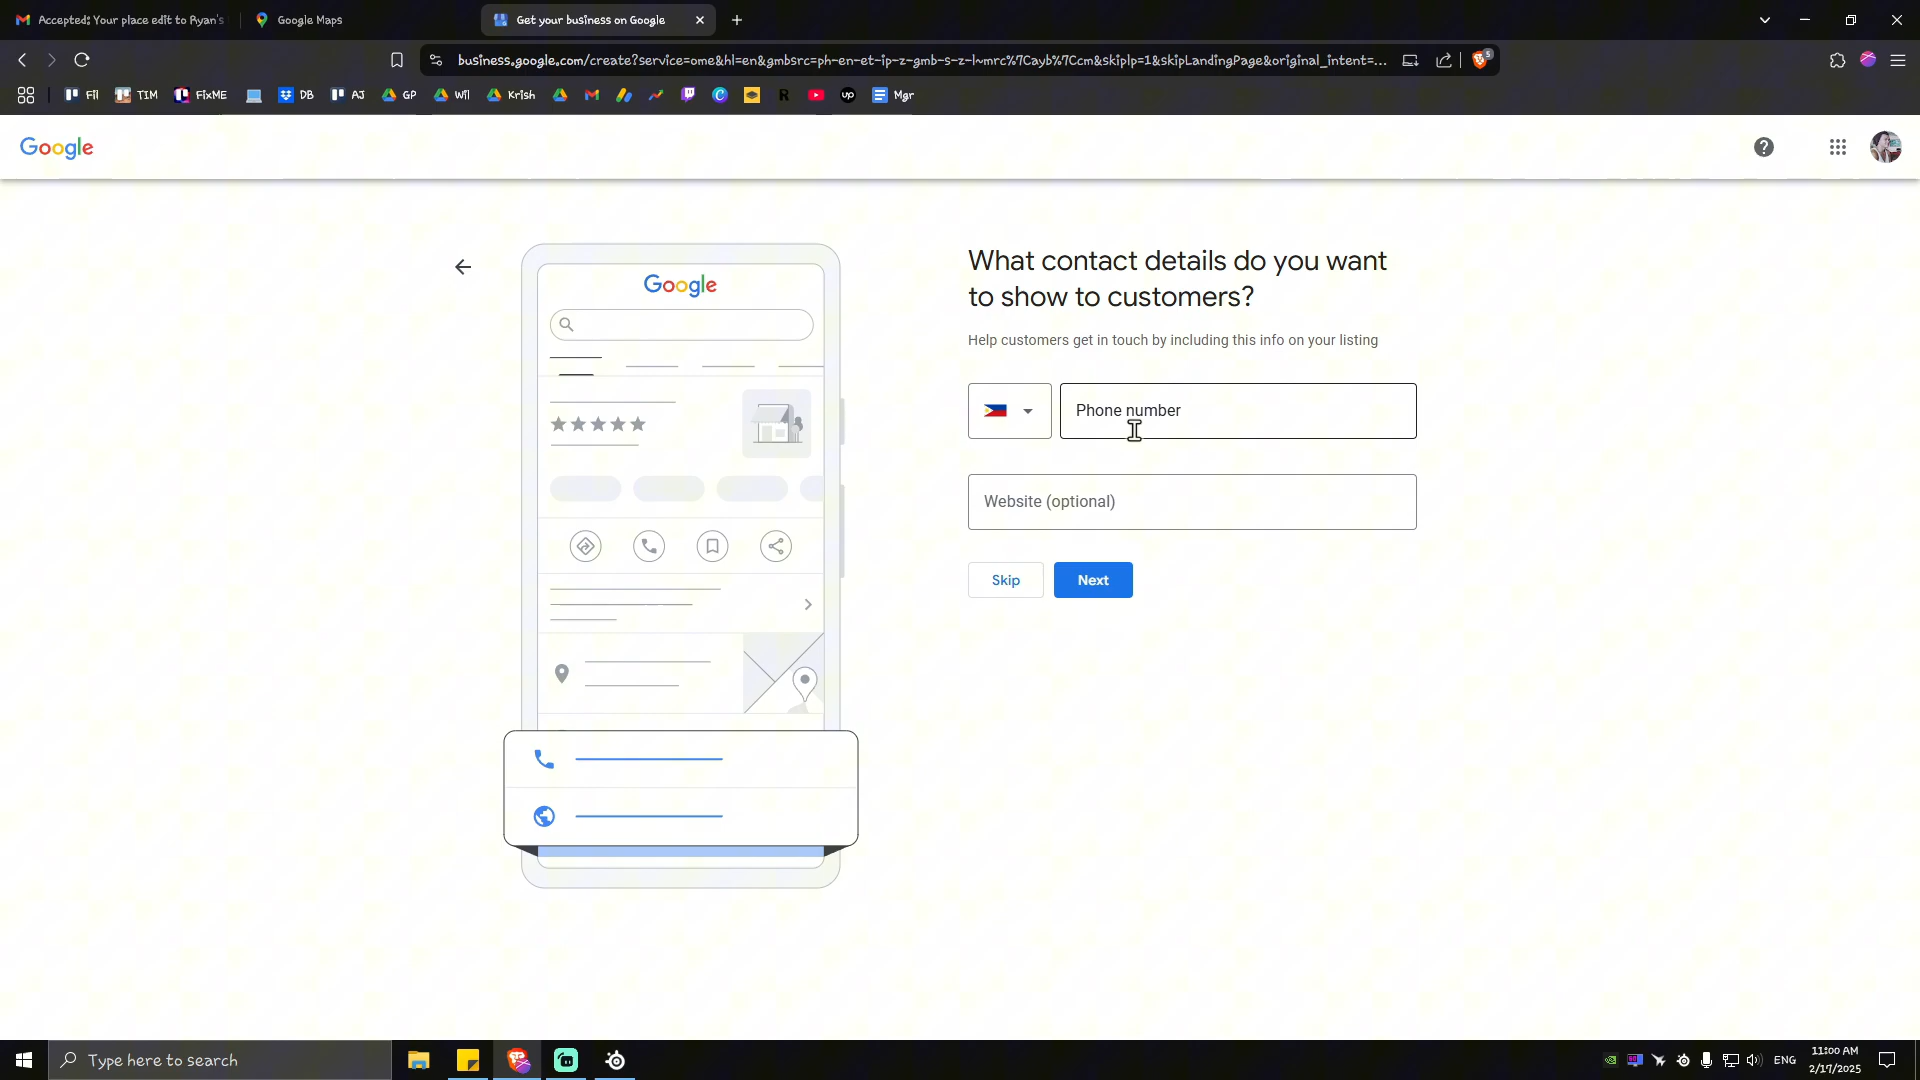 Accepted: Your place edit to Ryan's
Google Maps
Get your business on Google
business.google.com/create?service=ome&hl=en&gmbsrc=ph-en-et-ip-z-gmb-s-z-l~mrc%7Cayb%7Ccm&skiplp=1&skipLandingPage&original_intent=...
5
Fil
TIM
FixME
DB
AJ
GP
Wil
Krish
R
up
Mgr
Google
Google
What contact details do you want
to show to customers?
Help customers get in touch by including this info on your listing
Phone number
Website (optional)
Skip
Next
Type here to search
ENG
11:00 AM
2/17/2025